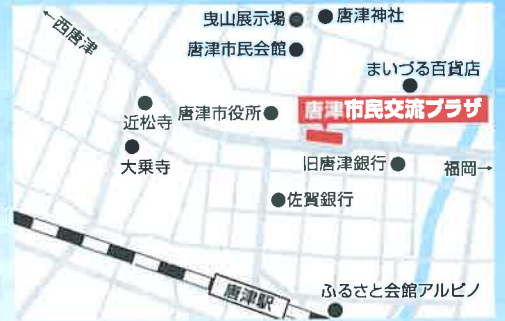 曳山展示場
唐津神社
←西唐津
唐津市民会館
まいづる百貨店
近松寺
唐津市役所
唐津市民交流プラザ
大乗寺
旧唐津銀行
福岡→
佐賀銀行
唐津駅
ふるさと会館アルピノ